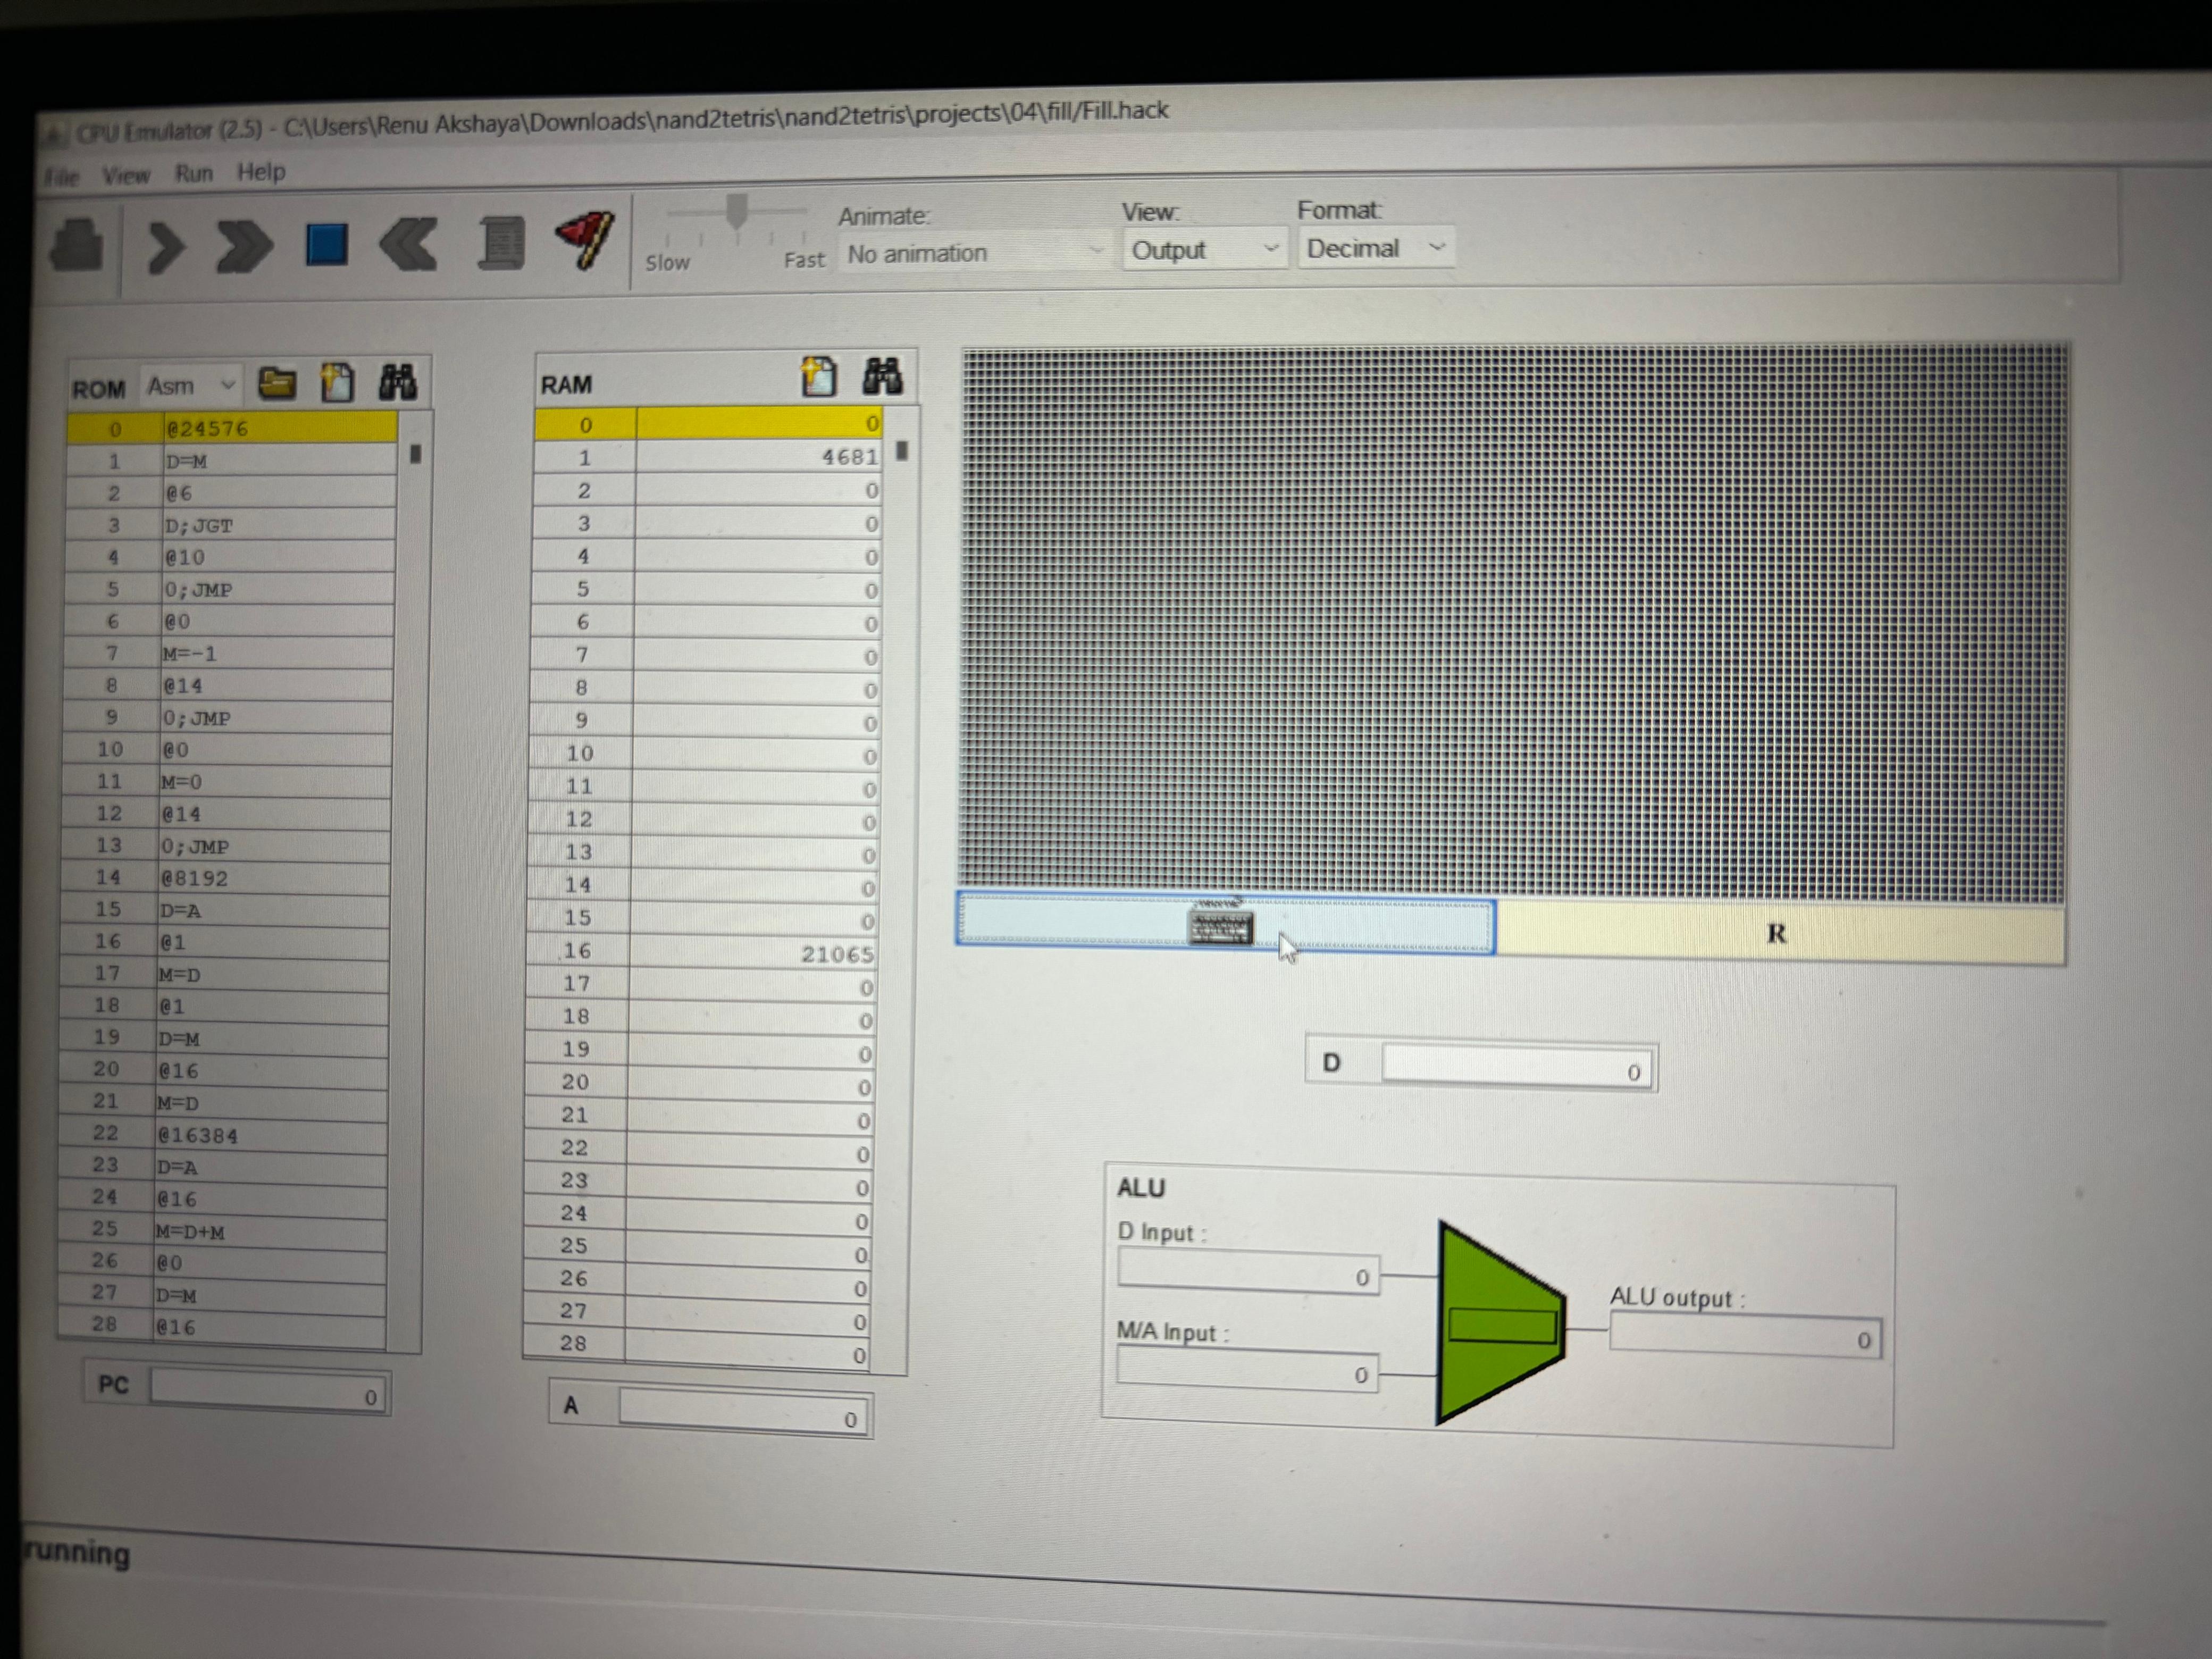 CPU Emulator (2.5) - C:\Users\Renu Akshaya\Downloads\nand2tetris\nand2tetris\projects\04\fill/Fill.hack
File View Run Help
Slow Fast
Animate:
No animation
View:
Output
Format:
Decimal
ROM Asm
0 @24576
1 D=M
2 @6
3 D;JGT
4 @10
5 0;JMP
6 @0
7 M=-1
8 @14
9 0;JMP
10 @0
11 M=0
12 @14
13 0;JMP
14 @8192
15 D=A
16 @1
17 M=D
18 @1
19 D=M
20 @16
21 M=D
22 @16384
23 D=A
24 @16
25 M=D+M
26 @0
27 D=M
28 @16
PC 0
RAM
0 0
1 4681
2 0
3 0
4 0
5 0
6 0
7 0
8 0
9 0
10 0
11 0
12 0
13 0
14 0
15 0
16 21065
17 0
18 0
19 0
20 0
21 0
22 0
23 0
24 0
25 0
26 0
27 0
28 0
A 0
R
D 0
ALU
D Input :
0
M/A Input :
0
ALU output :
0
running